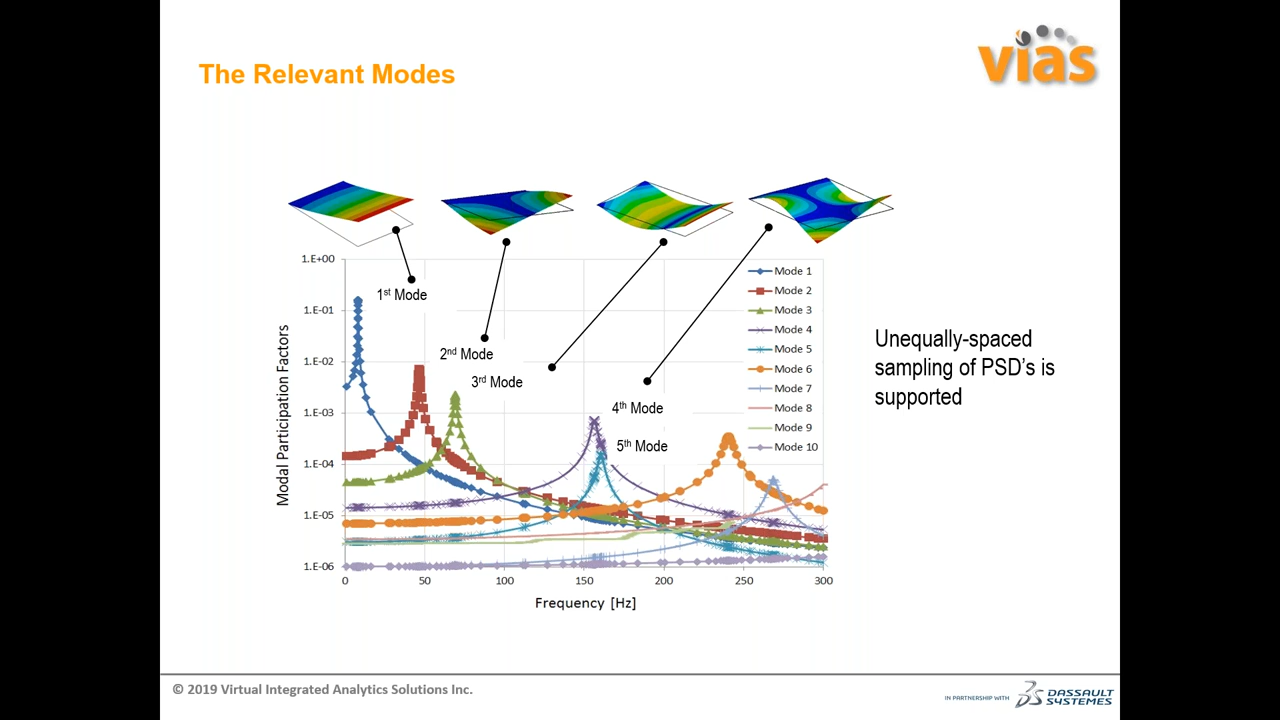 The Relevant Modes
vias
1st Mode
2nd Mode
3rd Mode
4th Mode
5th Mode
Modal Participation Factors
1.E+00
1.E-01
1.E-02
1.E-03
1.E-04
1.E-05
1.E-06
0 50 100 150 200 250 300
Frequency [Hz]
Mode 1
Mode 2
Mode 3
Mode 4
Mode 5
Mode 6
Mode 7
Mode 8
Mode 9
Mode 10
Unequally-spaced
sampling of PSD's is
supported
© 2019 Virtual Integrated Analytics Solutions Inc.
IN PARTNERSHIP WITH
DASSAULT
SYSTEMES